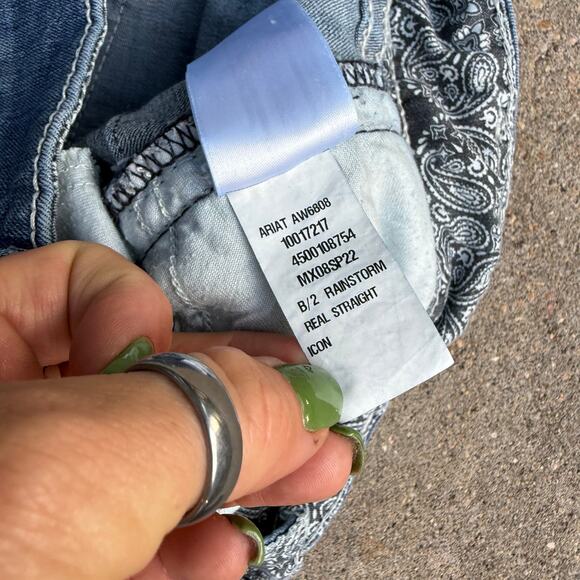 ARIAT AW6808
10017217
4500108754
MX08SP22
B/2 RAINSTORM
REAL STRAIGHT
ICON